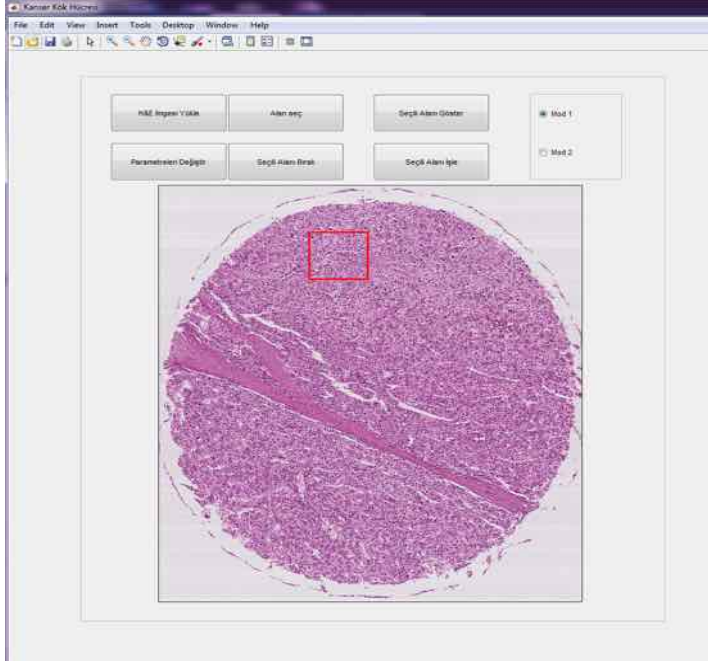 Kanser Kök Hücresi
File Edit View Insert Tools Desktop Window Help
H&E İmgesi Yükle Alan seç Seçili Alanı Göster Mod 1
Parametreleri Değiştir Seçili Alanı Bırak Seçili Alanı İşle Mod 2